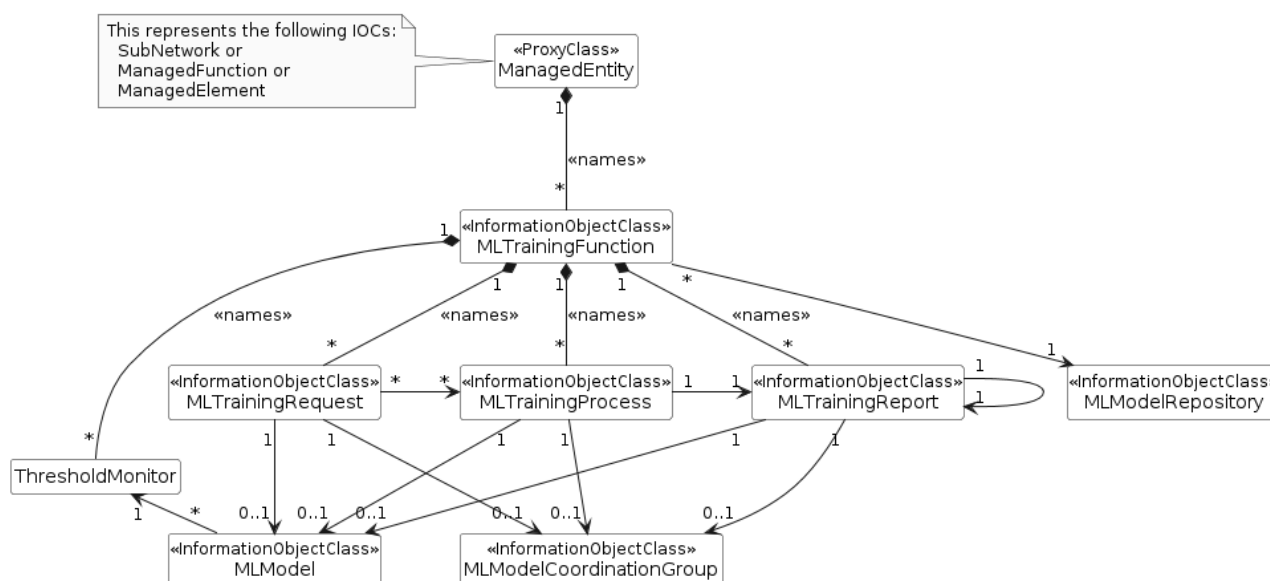 This represents the following IOCs:
SubNetwork or
ManagedFunction or
ManagedElement
«ProxyClass»
ManagedEntity
1
«names»
*
«InformationObjectClass»
MLTrainingFunction
1
1
1
1
*
«names»
«names»
«names»
«names»
*
*
*
1
«InformationObjectClass»
MLTrainingRequest
*
*
«InformationObjectClass»
MLTrainingProcess
1
1
«InformationObjectClass»
MLTrainingReport
1
1
«InformationObjectClass»
MLModelRepository
1
1
1
1
1
1
*
ThresholdMonitor
1
*
0..1
0..1
0..1
0..1
0..1
0..1
«InformationObjectClass»
MLModel
«InformationObjectClass»
MLModelCoordinationGroup